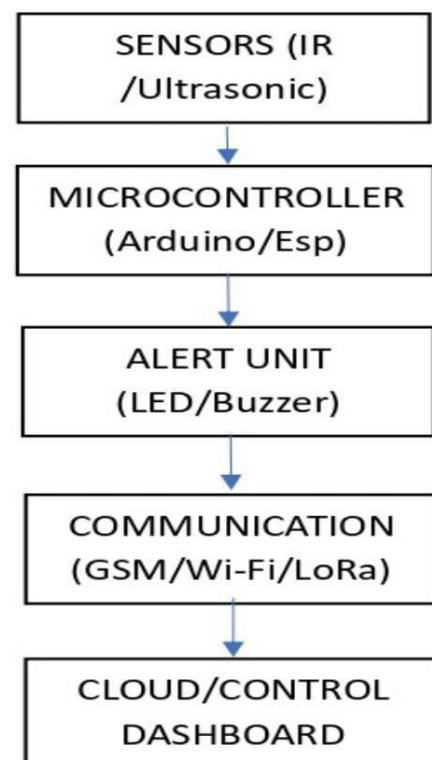 SENSORS (IR
/Ultrasonic)
MICROCONTROLLER
(Arduino/Esp)
ALERT UNIT
(LED/Buzzer)
COMMUNICATION
(GSM/Wi-Fi/LoRa)
CLOUD/CONTROL
DASHBOARD